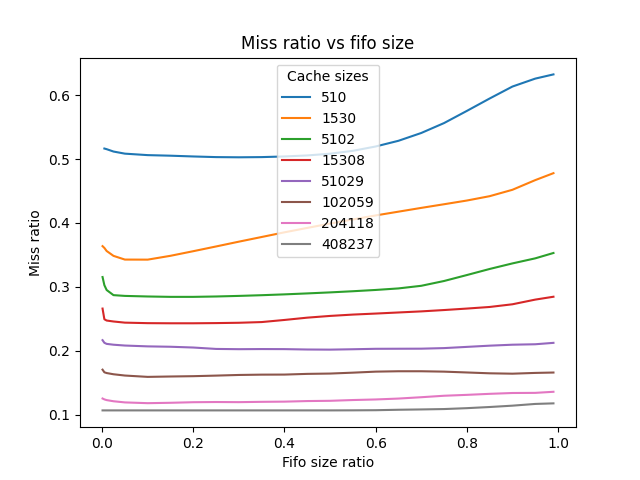 Miss ratio vs fifo size
Cache sizes
510
1530
5102
15308
51029
102059
204118
408237
0.6
0.5
0.4
0.3
0.2
0.1
Miss ratio
0.0 0.2 0.4 0.6 0.8 1.0
Fifo size ratio